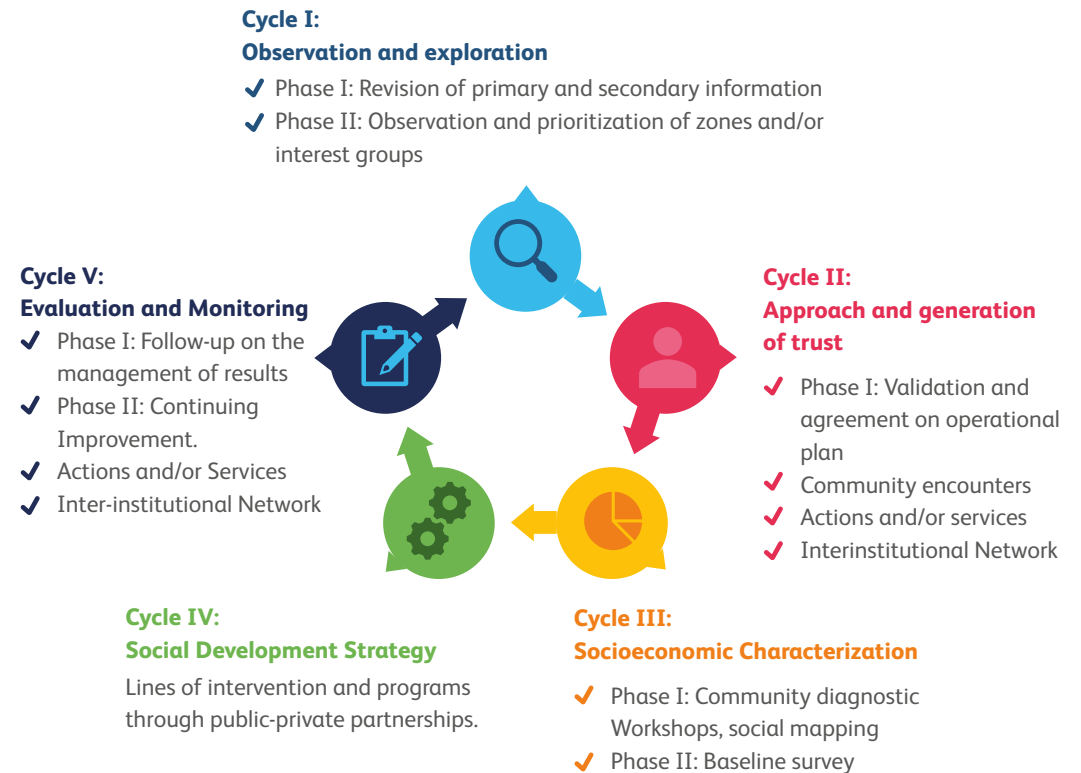 Cycle I:
Observation and exploration
Phase I: Revision of primary and secondary information
Phase II: Observation and prioritization of zones and/or
interest groups
Cycle II:
Approach and generation
of trust
Phase I: Validation and
agreement on operational
plan
Community encounters
Actions and/or services
Interinstitutional Network
Cycle III:
Socioeconomic Characterization
Phase I: Community diagnostic
Workshops, social mapping
Phase II: Baseline survey
Cycle IV:
Social Development Strategy
Lines of intervention and programs
through public-private partnerships.
Cycle V:
Evaluation and Monitoring
Phase I: Follow-up on the
management of results
Phase II: Continuing
Improvement.
Actions and/or Services
Inter-institutional Network